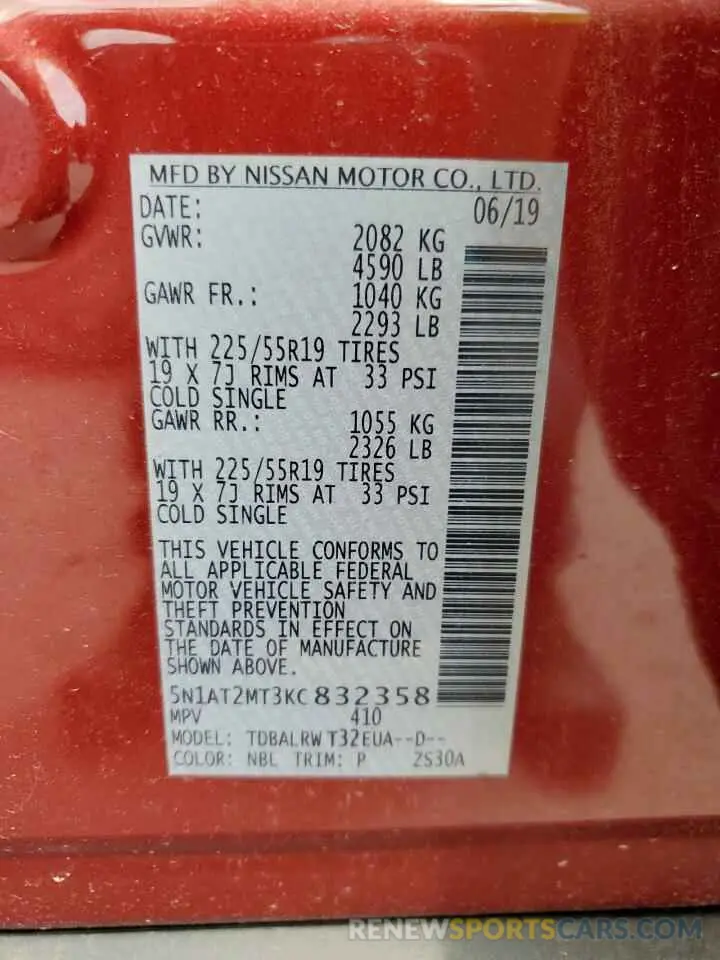 MFD BY NISSAN MOTOR CO., LTD.
DATE: 06/19
GVWR: 2082 KG
4590 LB
GAWR FR.: 1040 KG
2293 LB
WITH 225/55R19 TIRES
19 X 7J RIMS AT 33 PSI
COLD SINGLE
GAWR RR.: 1055 KG
2326 LB
WITH 225/55R19 TIRES
19 X 7J RIMS AT 33 PSI
COLD SINGLE
THIS VEHICLE CONFORMS TO
ALL APPLICABLE FEDERAL
MOTOR VEHICLE SAFETY AND
THEFT PREVENTION
STANDARDS IN EFFECT ON
THE DATE OF MANUFACTURE
SHOWN ABOVE.
5N1AT2MT3KC832358
MPV 410
MODEL: TDBALRWT32EUA--D--
COLOR: NBL TRIM: P ZS30A
RENEWSPORTSCARS.COM